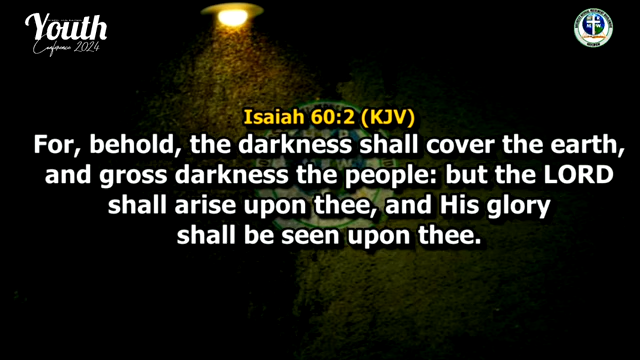 Youth
Conference 2024
Isaiah 60:2 (KJV)
For, behold, the darkness shall cover the earth,
and gross darkness the people: but the LORD
shall arise upon thee, and His glory
shall be seen upon thee.